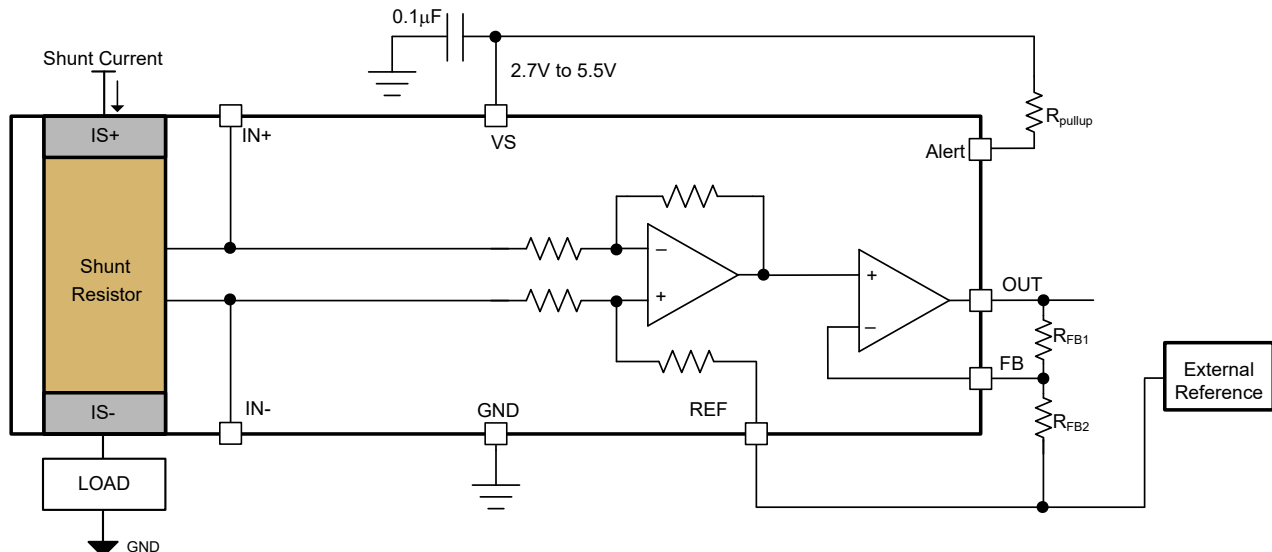 0.1μF
Shunt Current
2.7V to 5.5V
IS+
IN+
VS
Alert
Rpullup
Shunt
Resistor
−
+
+
−
OUT
RFB1
FB
External
Reference
IS-
IN-
GND
REF
RFB2
LOAD
GND